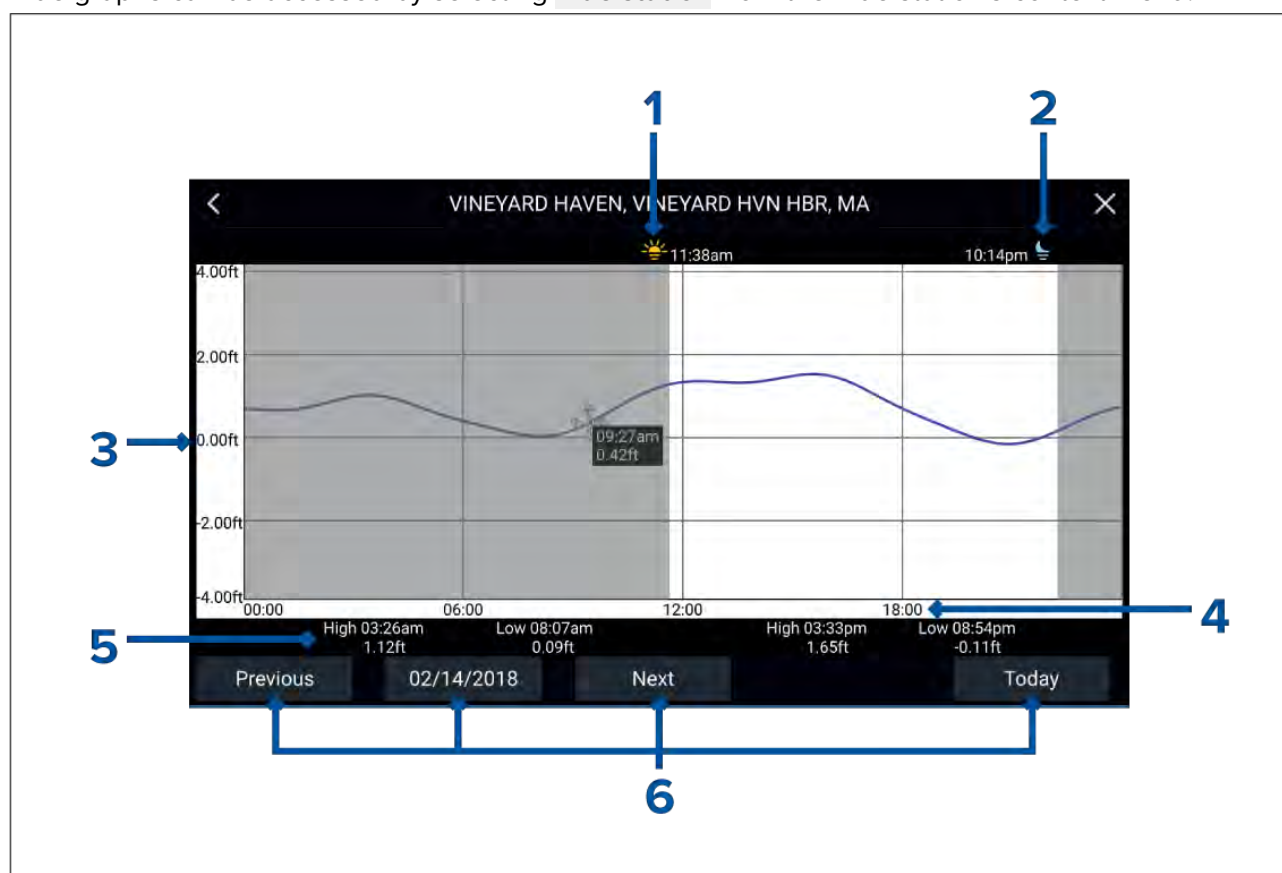 1 2
VINEYARD HAVEN, VINEYARD HVN HBR, MA
11:38am 10:14pm
4.00ft
2.00ft
09:27am
0.42ft
3 0.00ft
-2.00ft
-4.00ft
00:00 06:00 12:00 18:00 4
5 High 03:26am Low 08:07am High 03:33pm Low 08:54pm
1.12ft 0.09ft 1.65ft -0.11ft
Previous 02/14/2018 Next Today
6